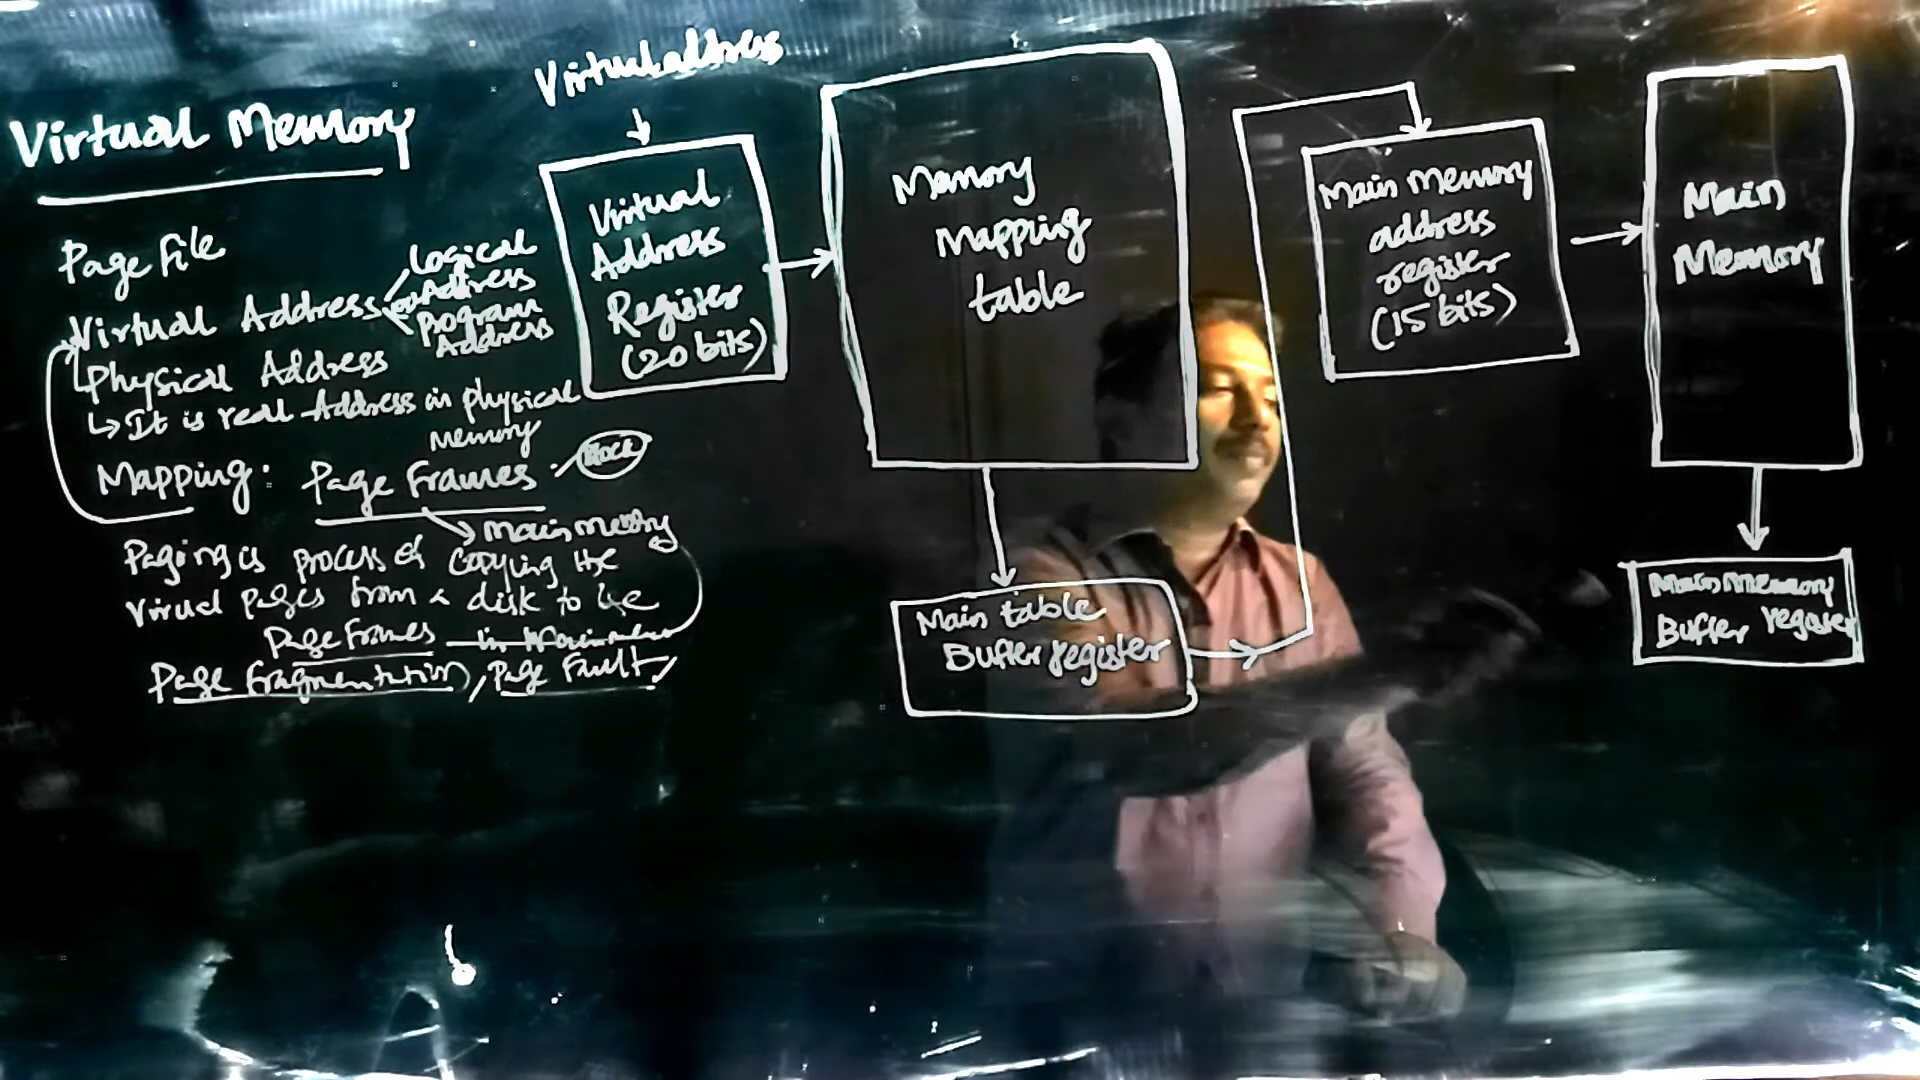 Virtual Memory
Page File
Virtual Address
Logical
Address
or
Program
Address
Physical Address
↳ It is real Address in physical
Memory
Mapping: Page Frames.
Block
Main memory
Paging is process of copying the
Virual pages from a disk to the
Page Frames
Page Fragmentation, Page Fault,
Virtual address
Virtual
Address
Register
(20 bits)
Memory
Mapping
table
Main table
Buffer register
Main memory
address
register
(15 bits)
Main
Memory
Main memory
Buffer register